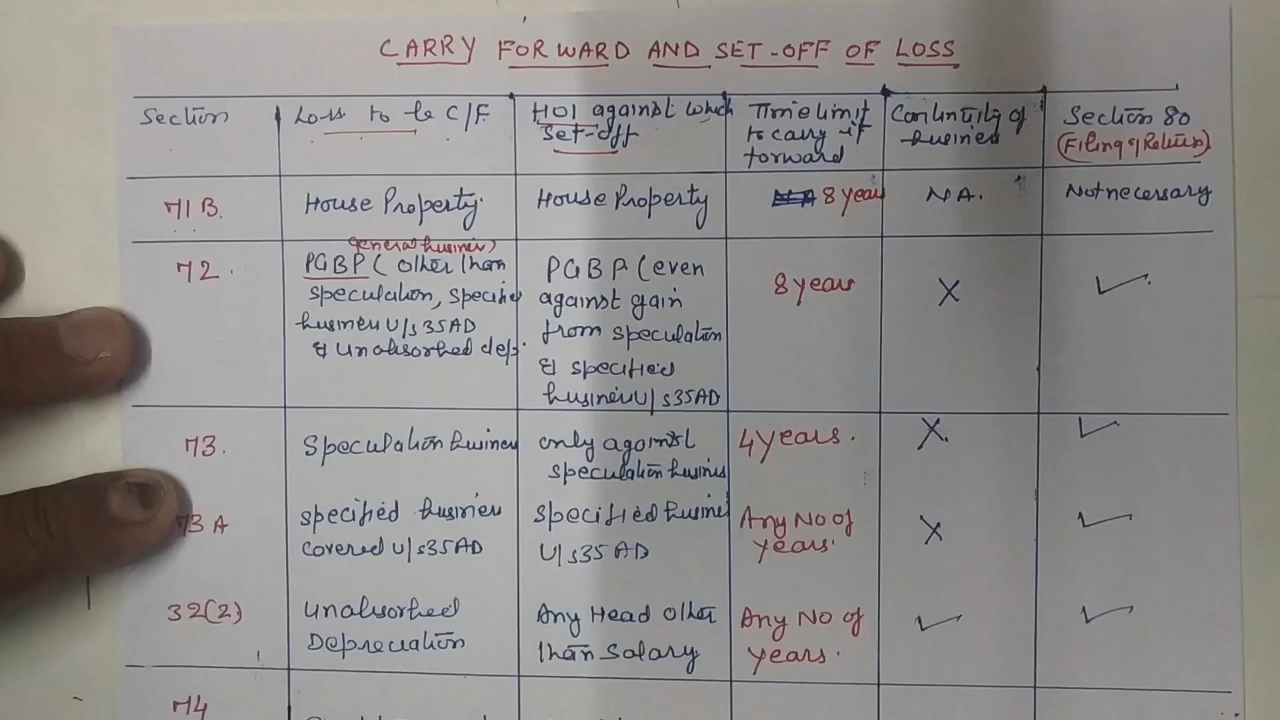 CARRY FORWARD AND SET-OFF OF LOSS
Section
Loss to be C/F
HOI against which
set-off
Time limit
to carry it
forward
Continuity of
business
Section 80
(Filing of Return)
71B.
House Property.
House Property
8 years
N A.
Not necessary
72.
general business)
PGBP (other than
speculation, specified
business U/s 35AD
& unabsorbed dep.
PGBP (even
against gain
from speculation
& specified
business U/s 35AD
8 years
X
✓
73.
Speculation business
only against
speculation business
4 years.
X.
✓
73 A
specified business
covered U/s 35AD
specified business
U/s 35 AD
Any No of
years.
X
✓
32(2)
unabsorbed
Depreciation
Any Head other
than Salary
Any No of
years.
✓
✓
74